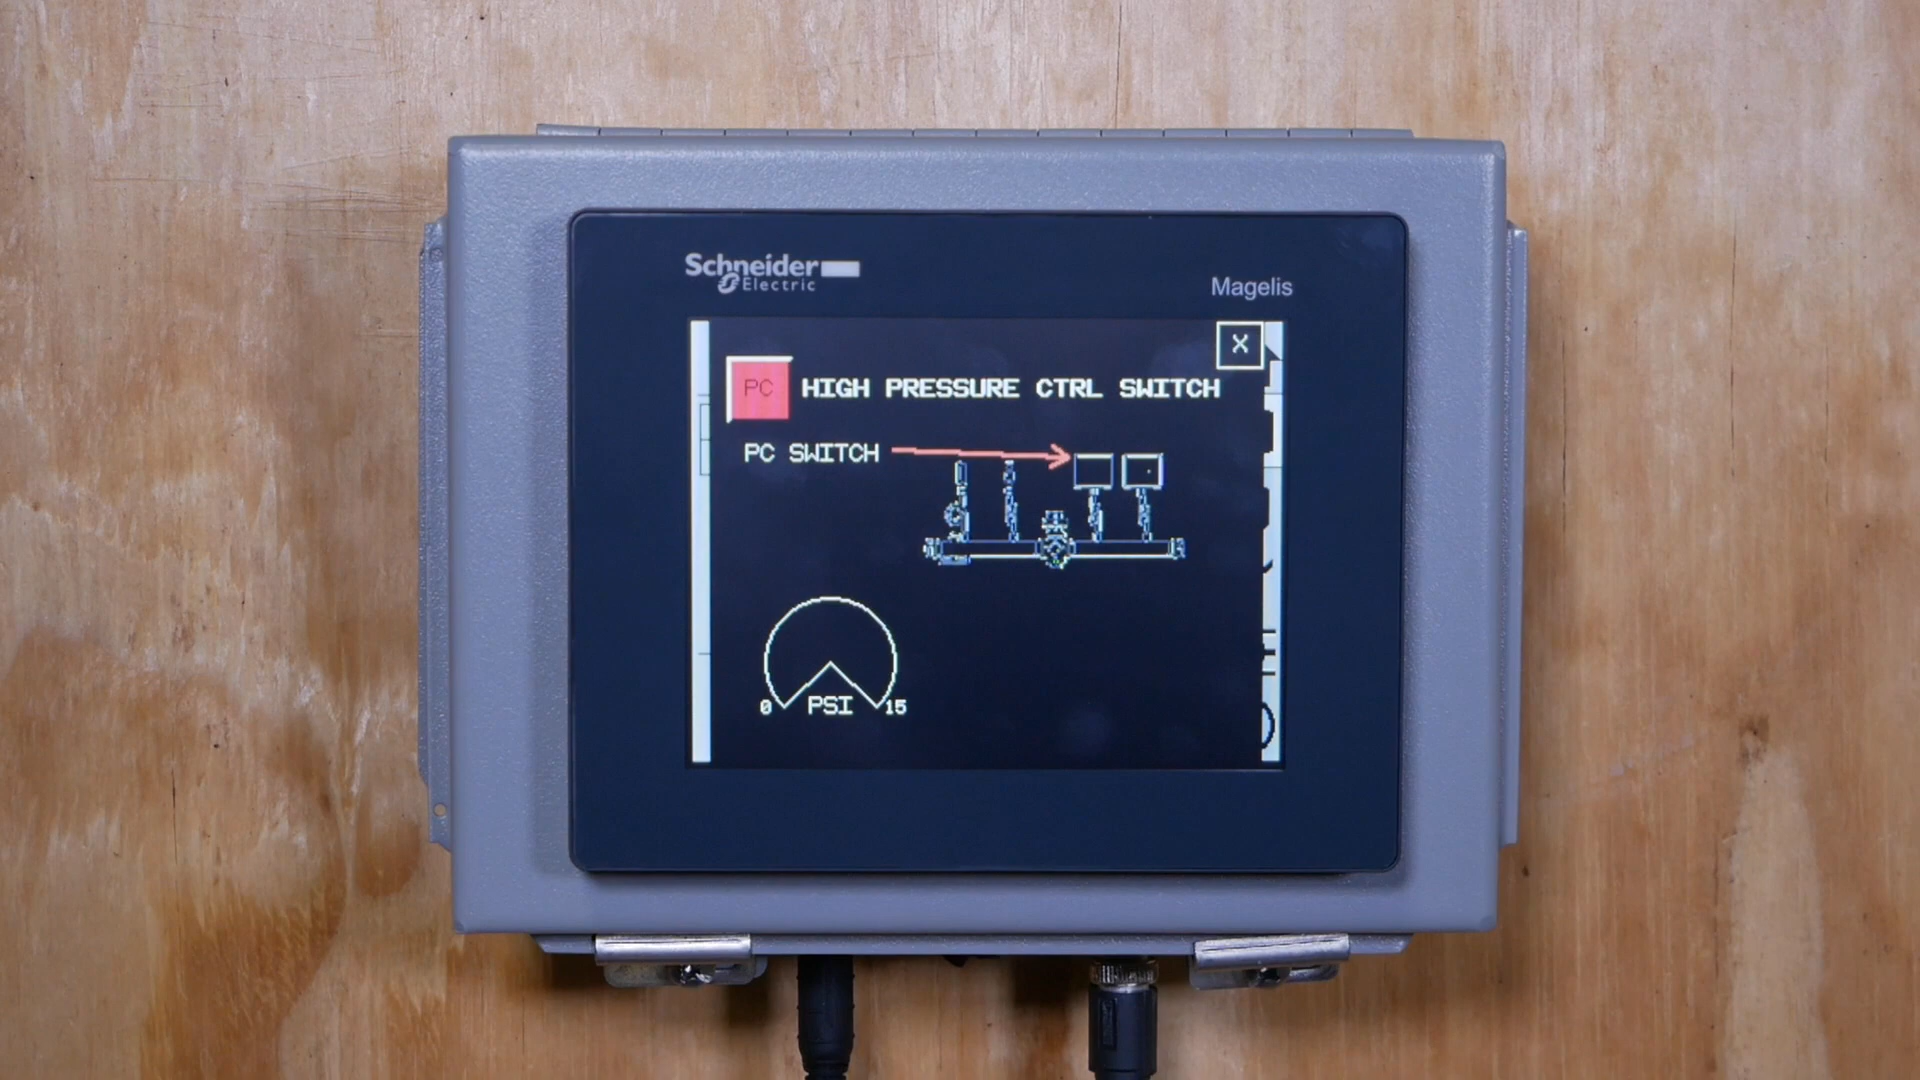 Schneider
Electric
Magelis
X
PC
HIGH PRESSURE CTRL SWITCH
PC SWITCH
0 PSI 15